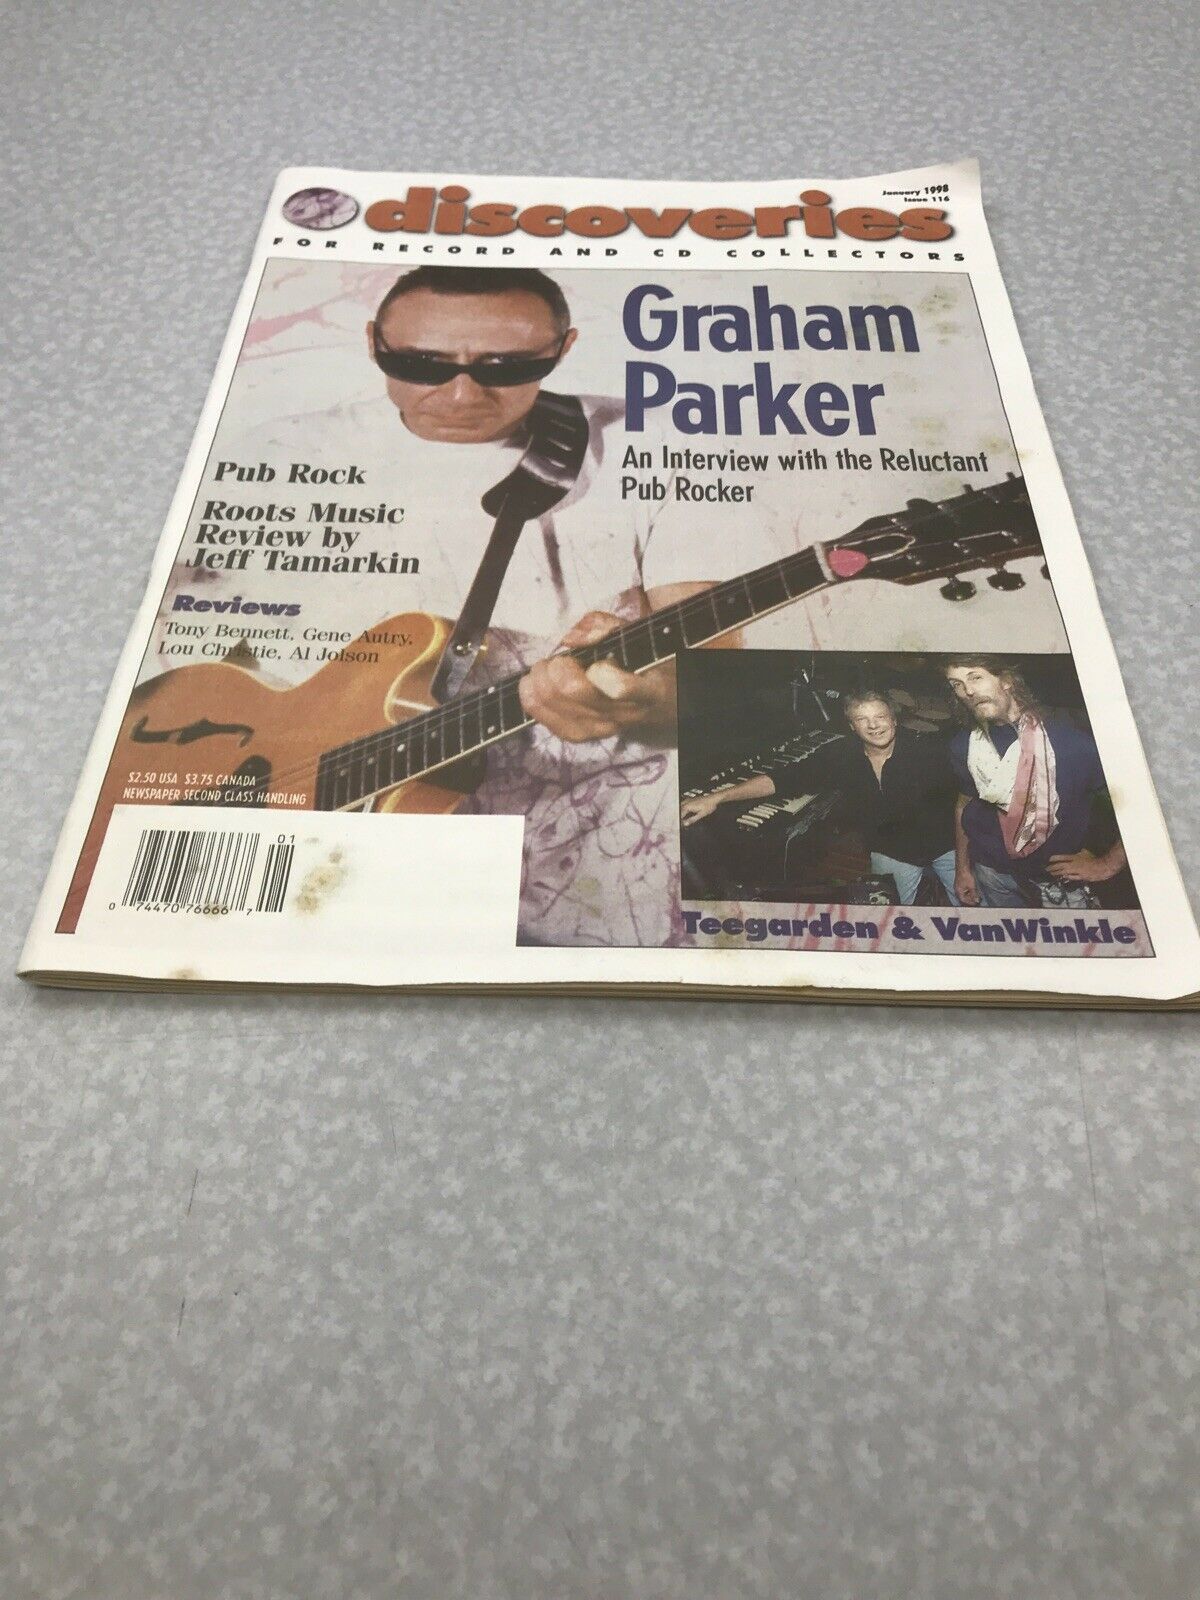 discoveries
January 1998
Issue 116
FOR RECORD AND CD COLLECTORS
Graham
Parker
An Interview with the Reluctant
Pub Rocker
Pub Rock
Roots Music
Review by
Jeff Tamarkin
Reviews
Tony Bennett, Gene Autry,
Lou Christie, Al Jolson
$2.50 USA $3.75 CANADA
NEWSPAPER SECOND CLASS HANDLING
01
0 74470 76666 7
Teegarden & VanWinkle